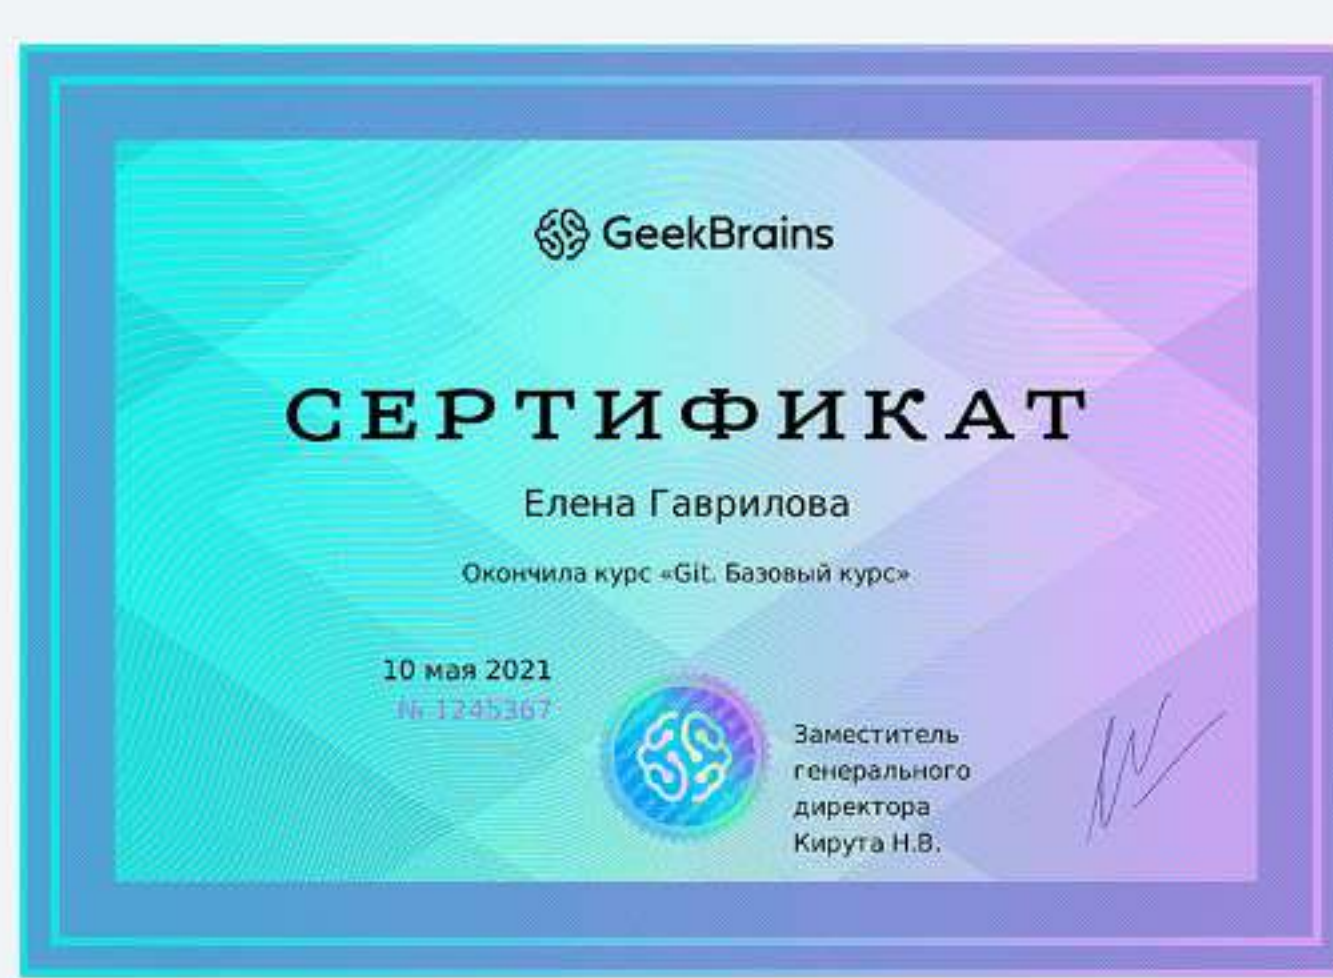 GeekBrains
СЕРТИФИКАТ
Елена Гаврилова
Окончила курс «Git. Базовый курс»
10 мая 2021
№ 1245367
Заместитель
генерального
директора
Кирута Н.В.